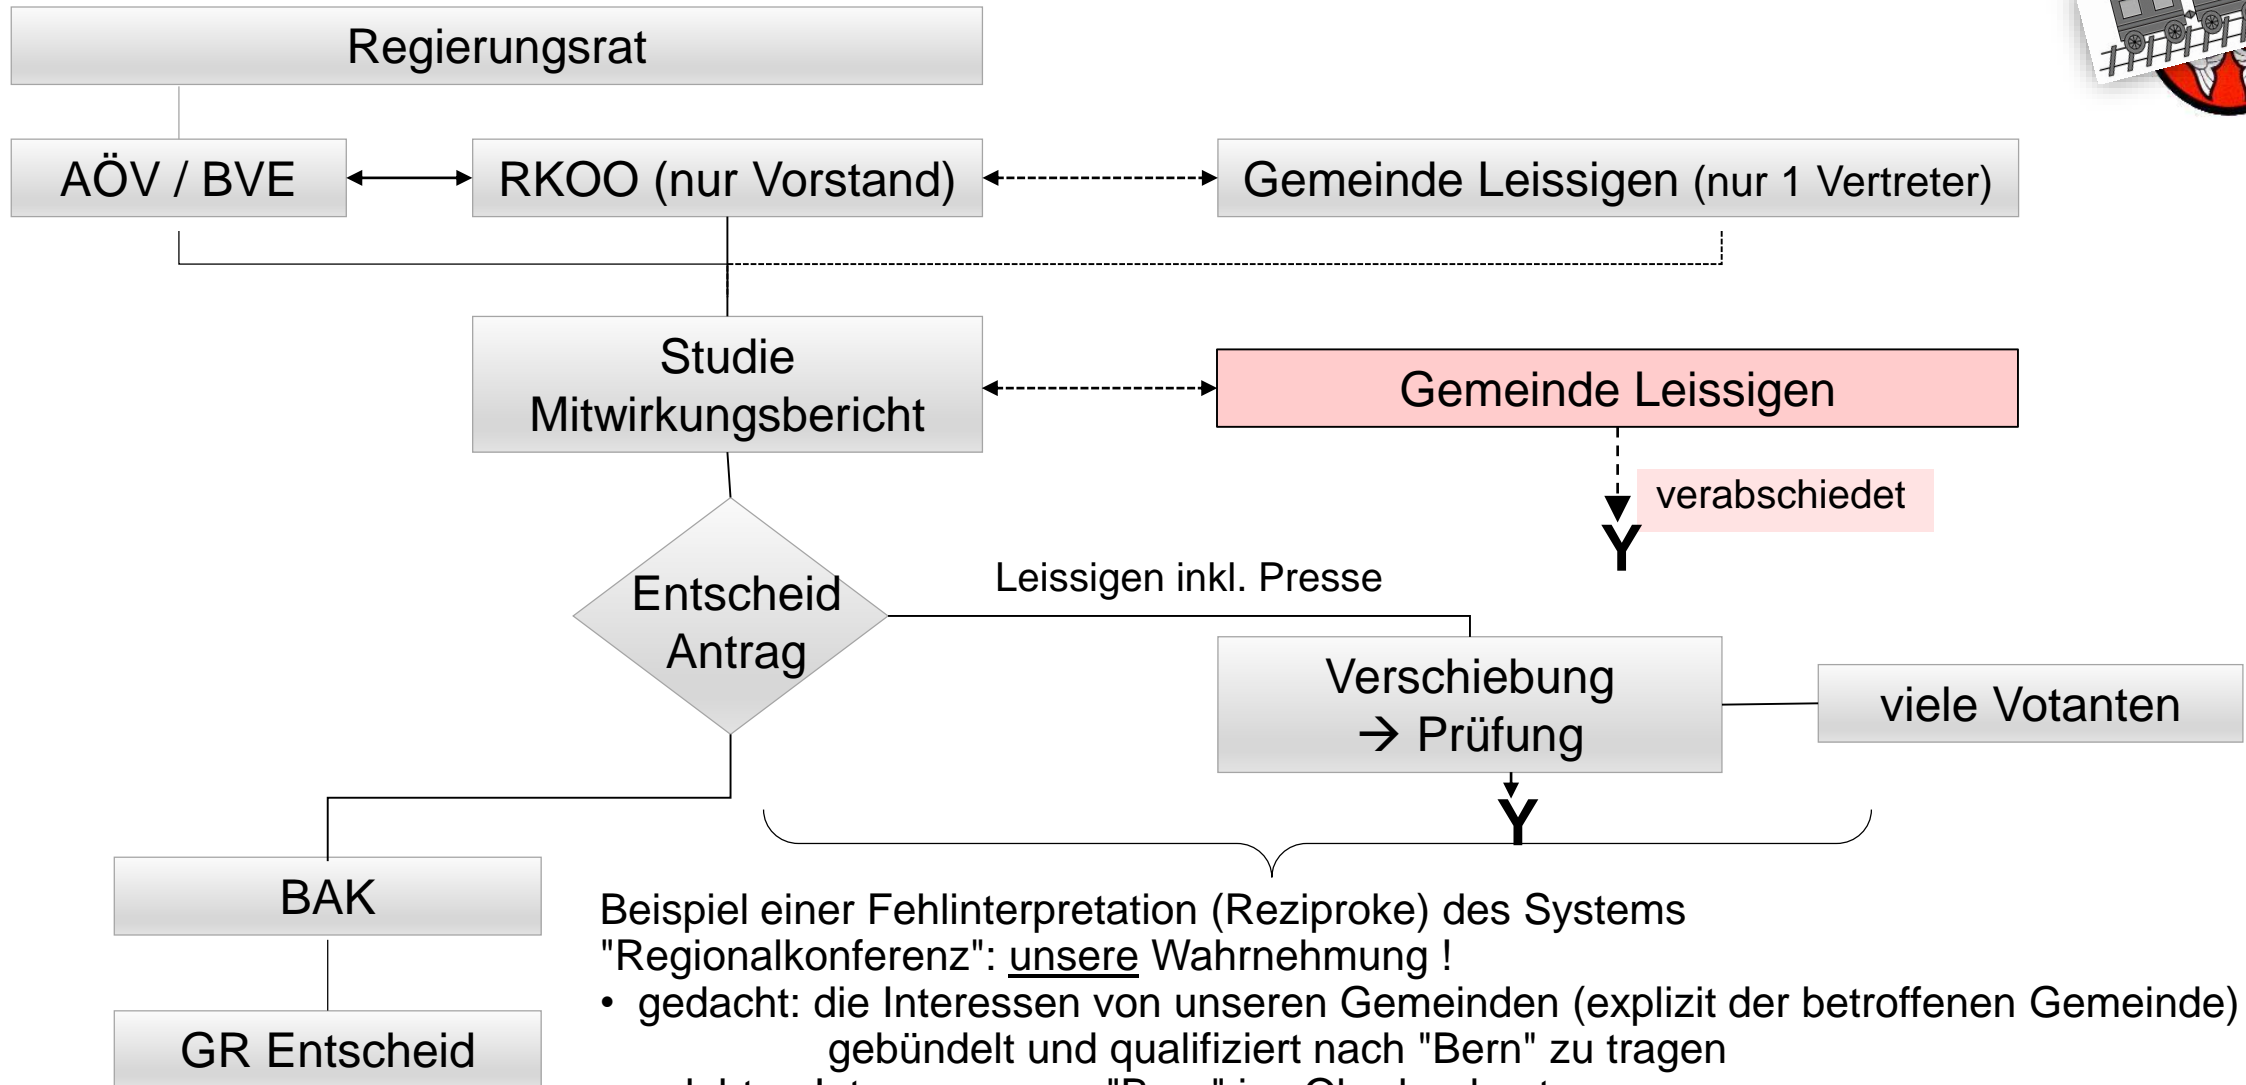 Regierungsrat
AÖV / BVE
RKOO (nur Vorstand)
Gemeinde Leissigen (nur 1 Vertreter)
Studie
Mitwirkungsbericht
Gemeinde Leissigen
verabschiedet
Y
Entscheid
Antrag
Leissigen inkl. Presse
Verschiebung
→ Prüfung
viele Votanten
Y
BAK
GR Entscheid
Beispiel einer Fehlinterpretation (Reziproke) des Systems
"Regionalkonferenz": unsere Wahrnehmung !
• gedacht: die Interessen von unseren Gemeinden (explizit der betroffenen Gemeinde)
gebündelt und qualifiziert nach "Bern" zu tragen